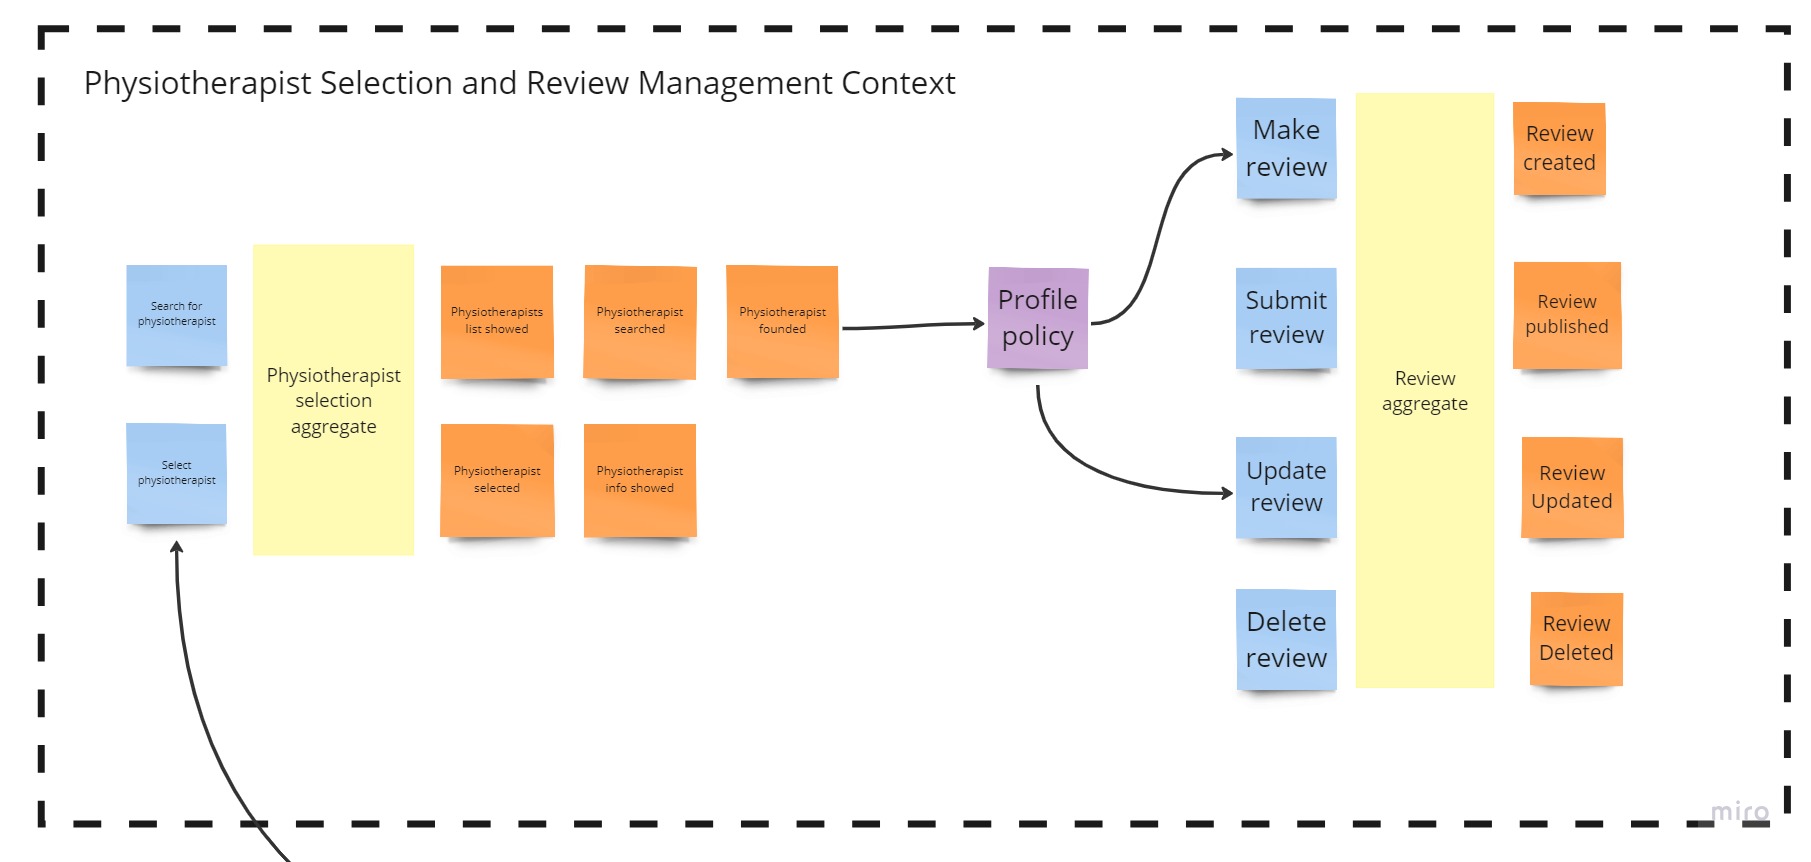 Physiotherapist Selection and Review Management Context
Search for
physiotherapist
Select
physiotherapist
Physiotherapist
selection
aggregate
Physiotherapists
list showed
Physiotherapist
searched
Physiotherapist
founded
Physiotherapist
selected
Physiotherapist
info showed
Profile
policy
Make
review
Submit
review
Update
review
Delete
review
Review
aggregate
Review
created
Review
published
Review
Updated
Review
Deleted
miro